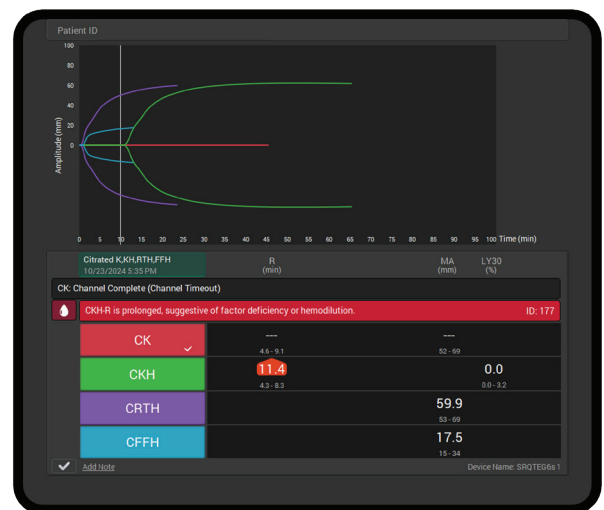 Patient ID
100
80
60
40
20
0
Amplitude (mm)
0 5 10 15 20 25 30 35 40 45 50 55 60 65 70 75 80 85 90 95 100 Time (min)
Citrated K,KH,RTH,FFH R MA LY30
10/23/2024 5:35 PM (min) (mm) (%)
CK: Channel Complete (Channel Timeout)
CKH-R is prolonged, suggestive of factor deficiency or hemodilution. ID: 177
CK --- ---
4.6 - 9.1 52 - 69
CKH 11.4 0.0
4.3 - 8.3 0.0 - 3.2
CRTH 59.9
53 - 69
CFFH 17.5
15 - 34
Add Note Device Name: SRQTEG6s 1